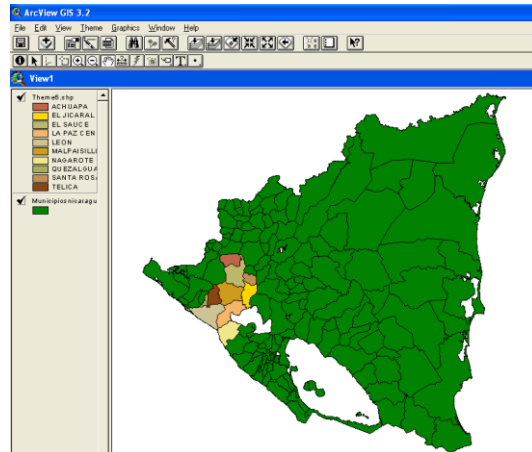 ArcView GIS 3.2
File Edit View Theme Graphics Window Help
View1
Theme6.shp
ACHUAPA
EL JICARAL
EL SAUCE
LA PAZ CEN
LEON
MALPAISILL
NAGAROTE
QUEZALGUA
SANTA ROSA
TELICA
Municipiosnicaragu